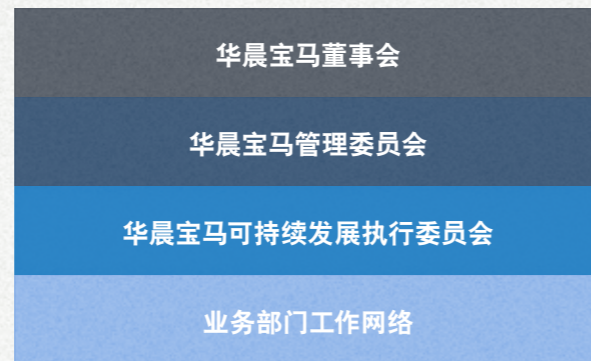 华晨宝马董事会
华晨宝马管理委员会
华晨宝马可持续发展执行委员会
业务部门工作网络